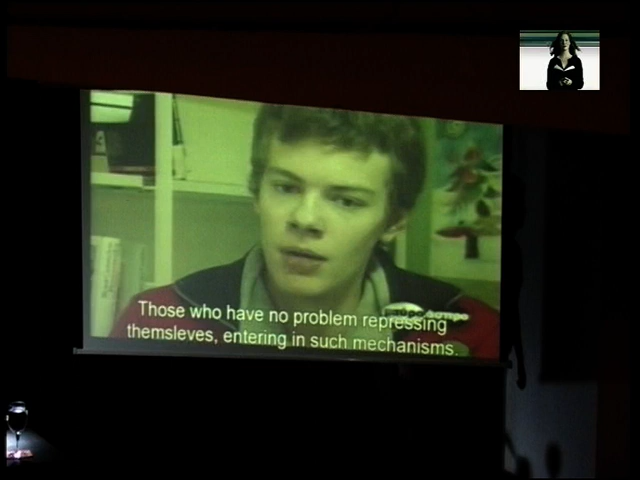 Those who have no problem repressing
themsleves, entering in such mechanisms.